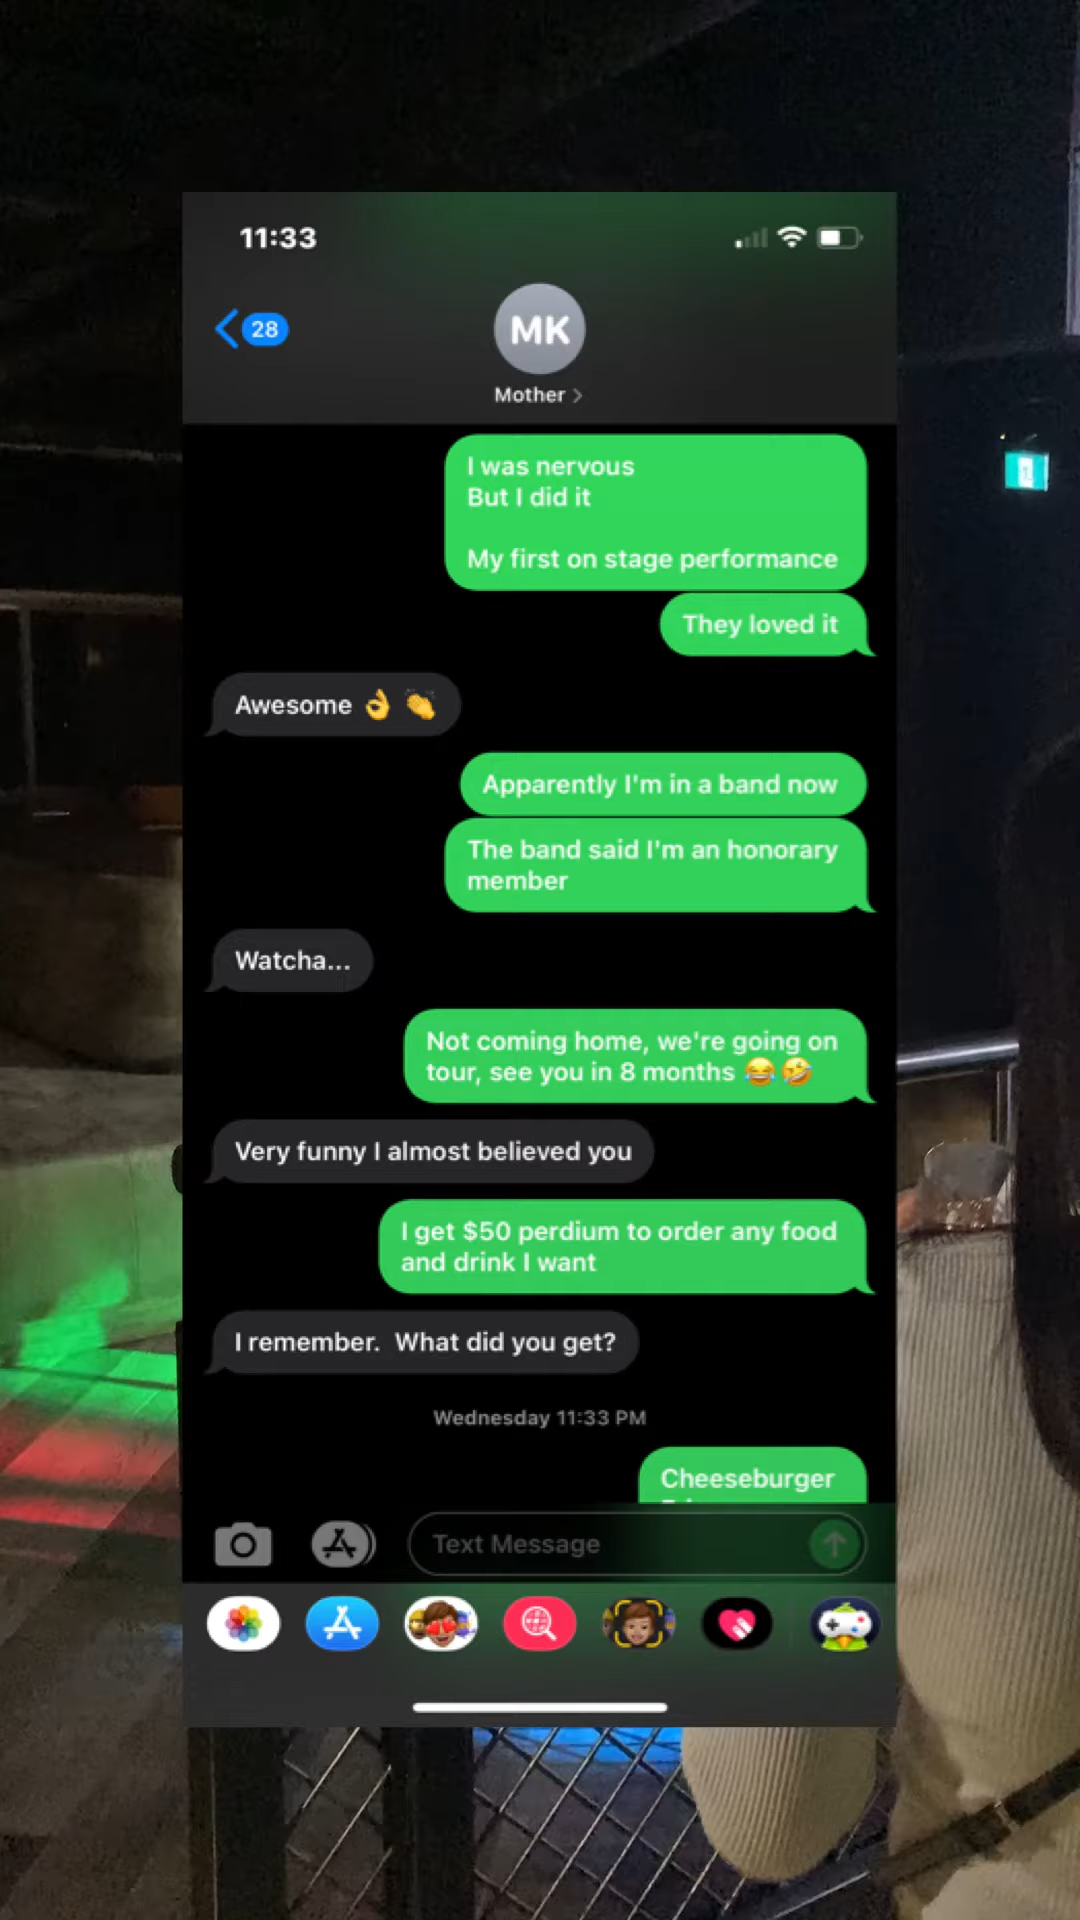 11:33
28
MK
Mother
I was nervous
But I did it
My first on stage performance
They loved it
Awesome 👌 👏
Apparently I'm in a band now
The band said I'm an honorary
member
Watcha...
Not coming home, we're going on
tour, see you in 8 months 😂 🤣
Very funny I almost believed you
I get $50 perdium to order any food
and drink I want
I remember.  What did you get?
Wednesday 11:33 PM
Cheeseburger
Text Message